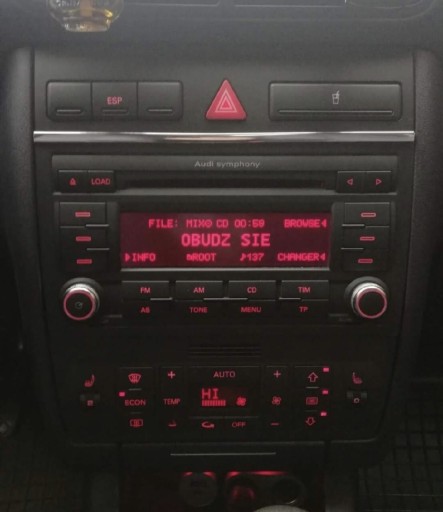 ESP
Audi symphony
LOAD
FILE: MIX@ CD 00:59 BROWSE
OBUDZ SIE
INFO ROOT 137 CHANGER
FM AM CD TIM
AS TONE MENU TP
AUTO
ECON TEMP HI
OFF